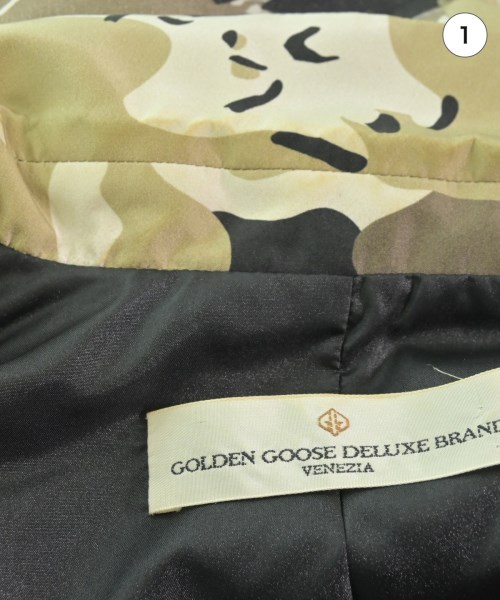 1
GOLDEN GOOSE DELUXE BRAND
VENEZIA